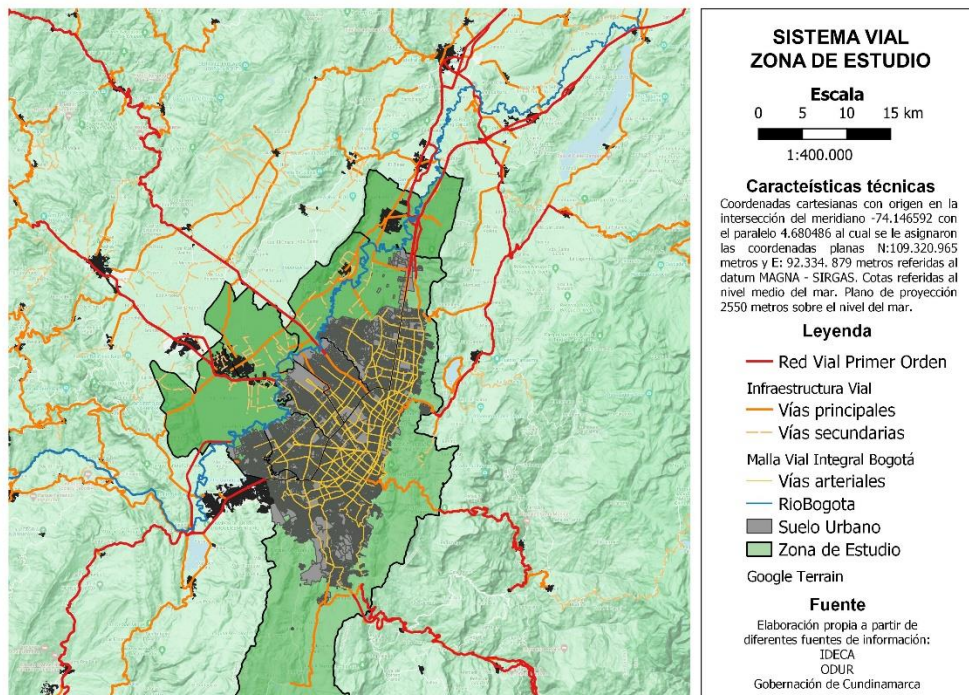 SISTEMA VIAL
ZONA DE ESTUDIO
Escala
0 5 10 15 km
1:400.000
Caracteísticas técnicas
Coordenadas cartesianas con origen en la
intersección del meridiano -74.146592 con
el paralelo 4.680486 al cual se le asignaron
las coordenadas planas N:109.320.965
metros y E: 92.334. 879 metros referidas al
datum MAGNA - SIRGAS. Cotas referidas al
nivel medio del mar. Plano de proyección
2550 metros sobre el nivel del mar.
Leyenda
Red Vial Primer Orden
Infraestructura Vial
Vías principales
Vías secundarias
Malla Vial Integral Bogotá
Vías arteriales
RioBogota
Suelo Urbano
Zona de Estudio
Google Terrain
Fuente
Elaboración propia a partir de
diferentes fuentes de información:
IDECA
ODUR
Gobernación de Cundinamarca